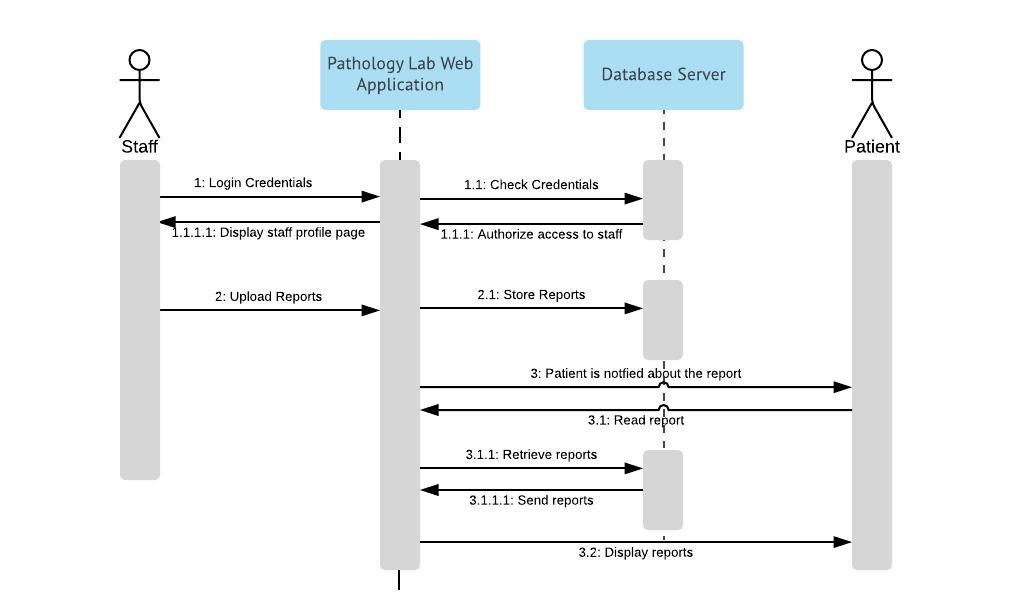 Pathology Lab Web
Application
Database Server
Staff
Patient
1: Login Credentials
1.1: Check Credentials
1.1.1.1: Display staff profile page
1.1.1: Authorize access to staff
2: Upload Reports
2.1: Store Reports
3: Patient is notfied about the report
3.1: Read report
3.1.1: Retrieve reports
3.1.1.1: Send reports
3.2: Display reports